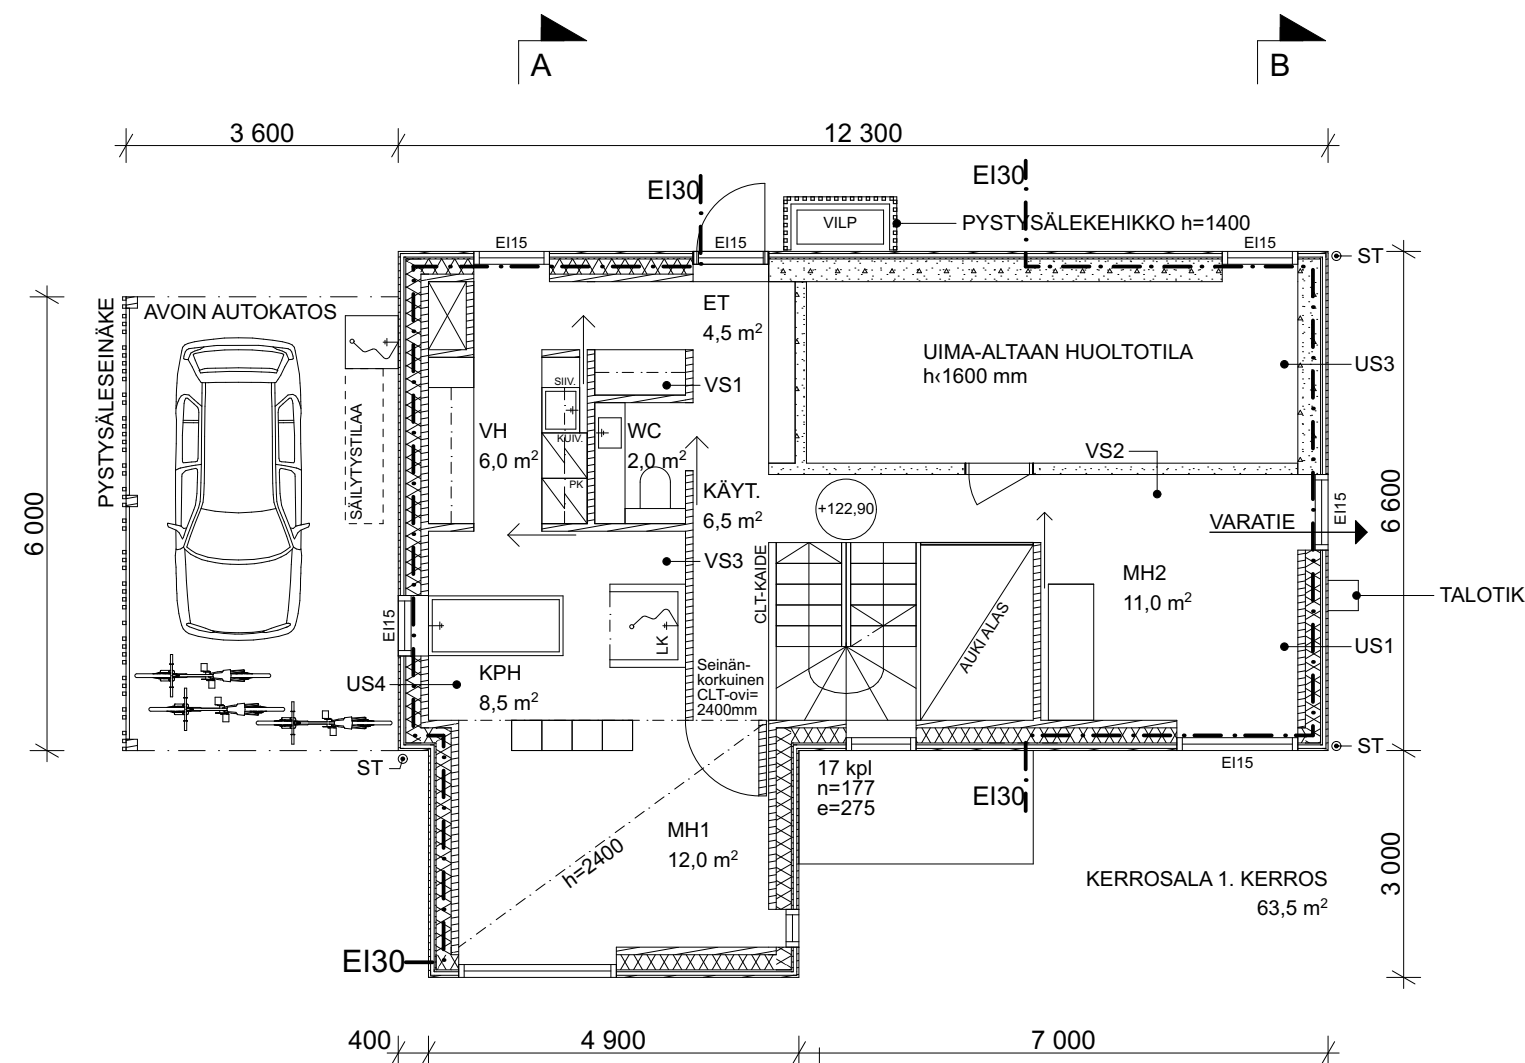 A
B
3 600
12 300
EI30
EI30
VILP
PYSTYSÄLEKEHIKKO h=1400
EI15
EI15
EI15
ST
AVOIN AUTOKATOS
PYSTYSÄLESEINÄKE
ET
4,5 m²
UIMA-ALTAAN HUOLTOTILA
h‹1600 mm
US3
VS1
SIIV.
SÄILYTYSTILAA
VH
6,0 m²
KUIV.
WC
2,0 m²
VS2
PK
KÄYT.
6,5 m²
+122,90
VARATIE
EI15
6 600
6 000
VS3
CLT-KAIDE
MH2
11,0 m²
TALOTIK
EI15
LK
AUKI ALAS
US1
US4
KPH
8,5 m²
Seinän-
korkuinen
CLT-ovi=
2400mm
ST
ST
17 kpl
n=177
e=275
EI30
EI15
MH1
12,0 m²
h=2400
3 000
KERROSALA 1. KERROS
63,5 m²
EI30
400
4 900
7 000